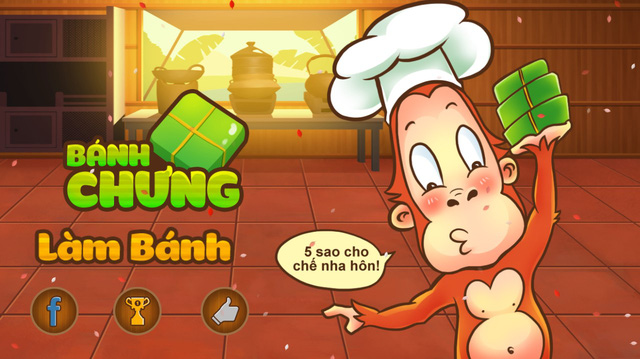 BÁNH
CHƯNG
Làm Bánh
5 sao cho
chế nha hôn!
f